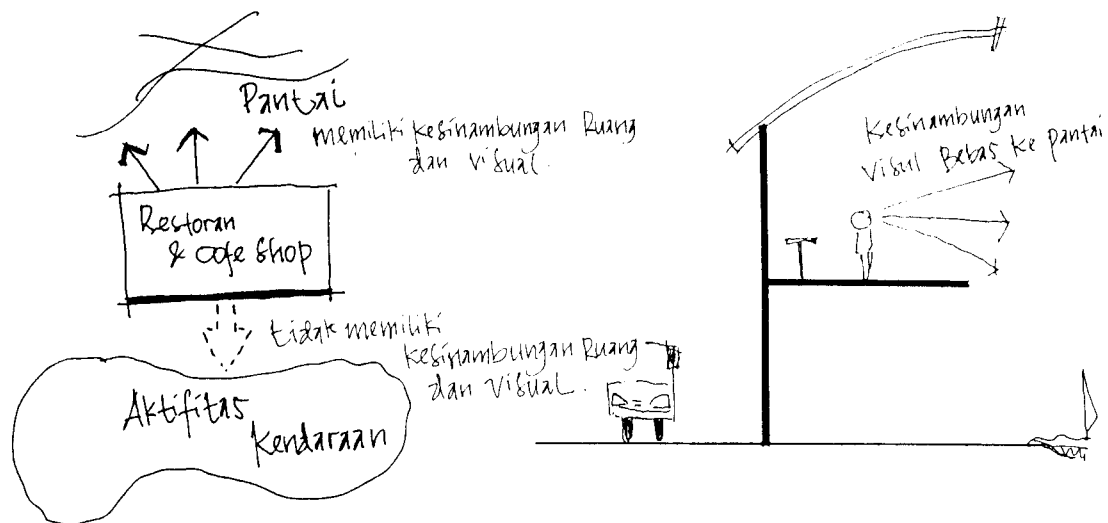 Pantai
memiliki kesinambungan Ruang
dan visual.
Restoran
& Cafe Shop
tidak memiliki
kesinambungan Ruang
dan Visual.
Aktifitas
Kendaraan
Kesinambungan
Visul Bebas ke pantai